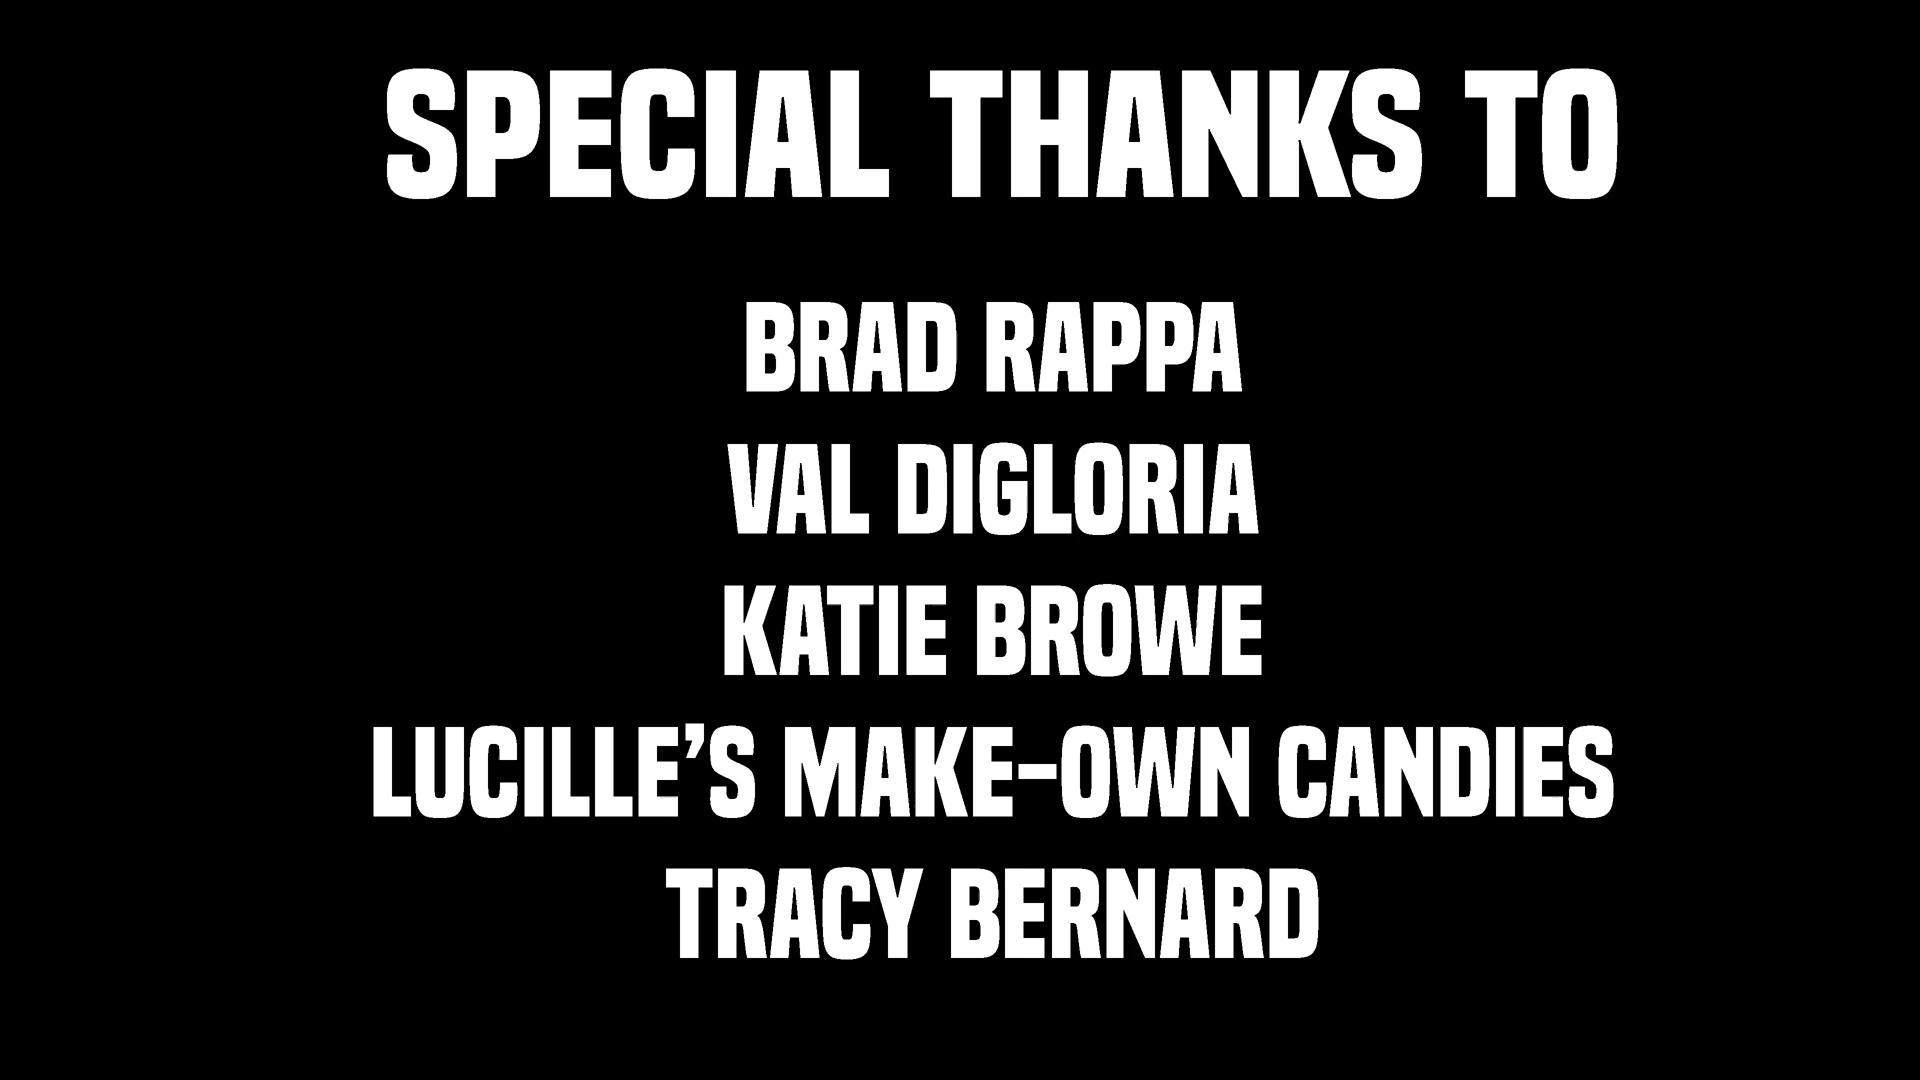 SPECIAL THANKS TO
BRAD RAPPA
VAL DIGLORIA
KATIE BROWE
LUCILLE’S MAKE-OWN CANDIES
TRACY BERNARD